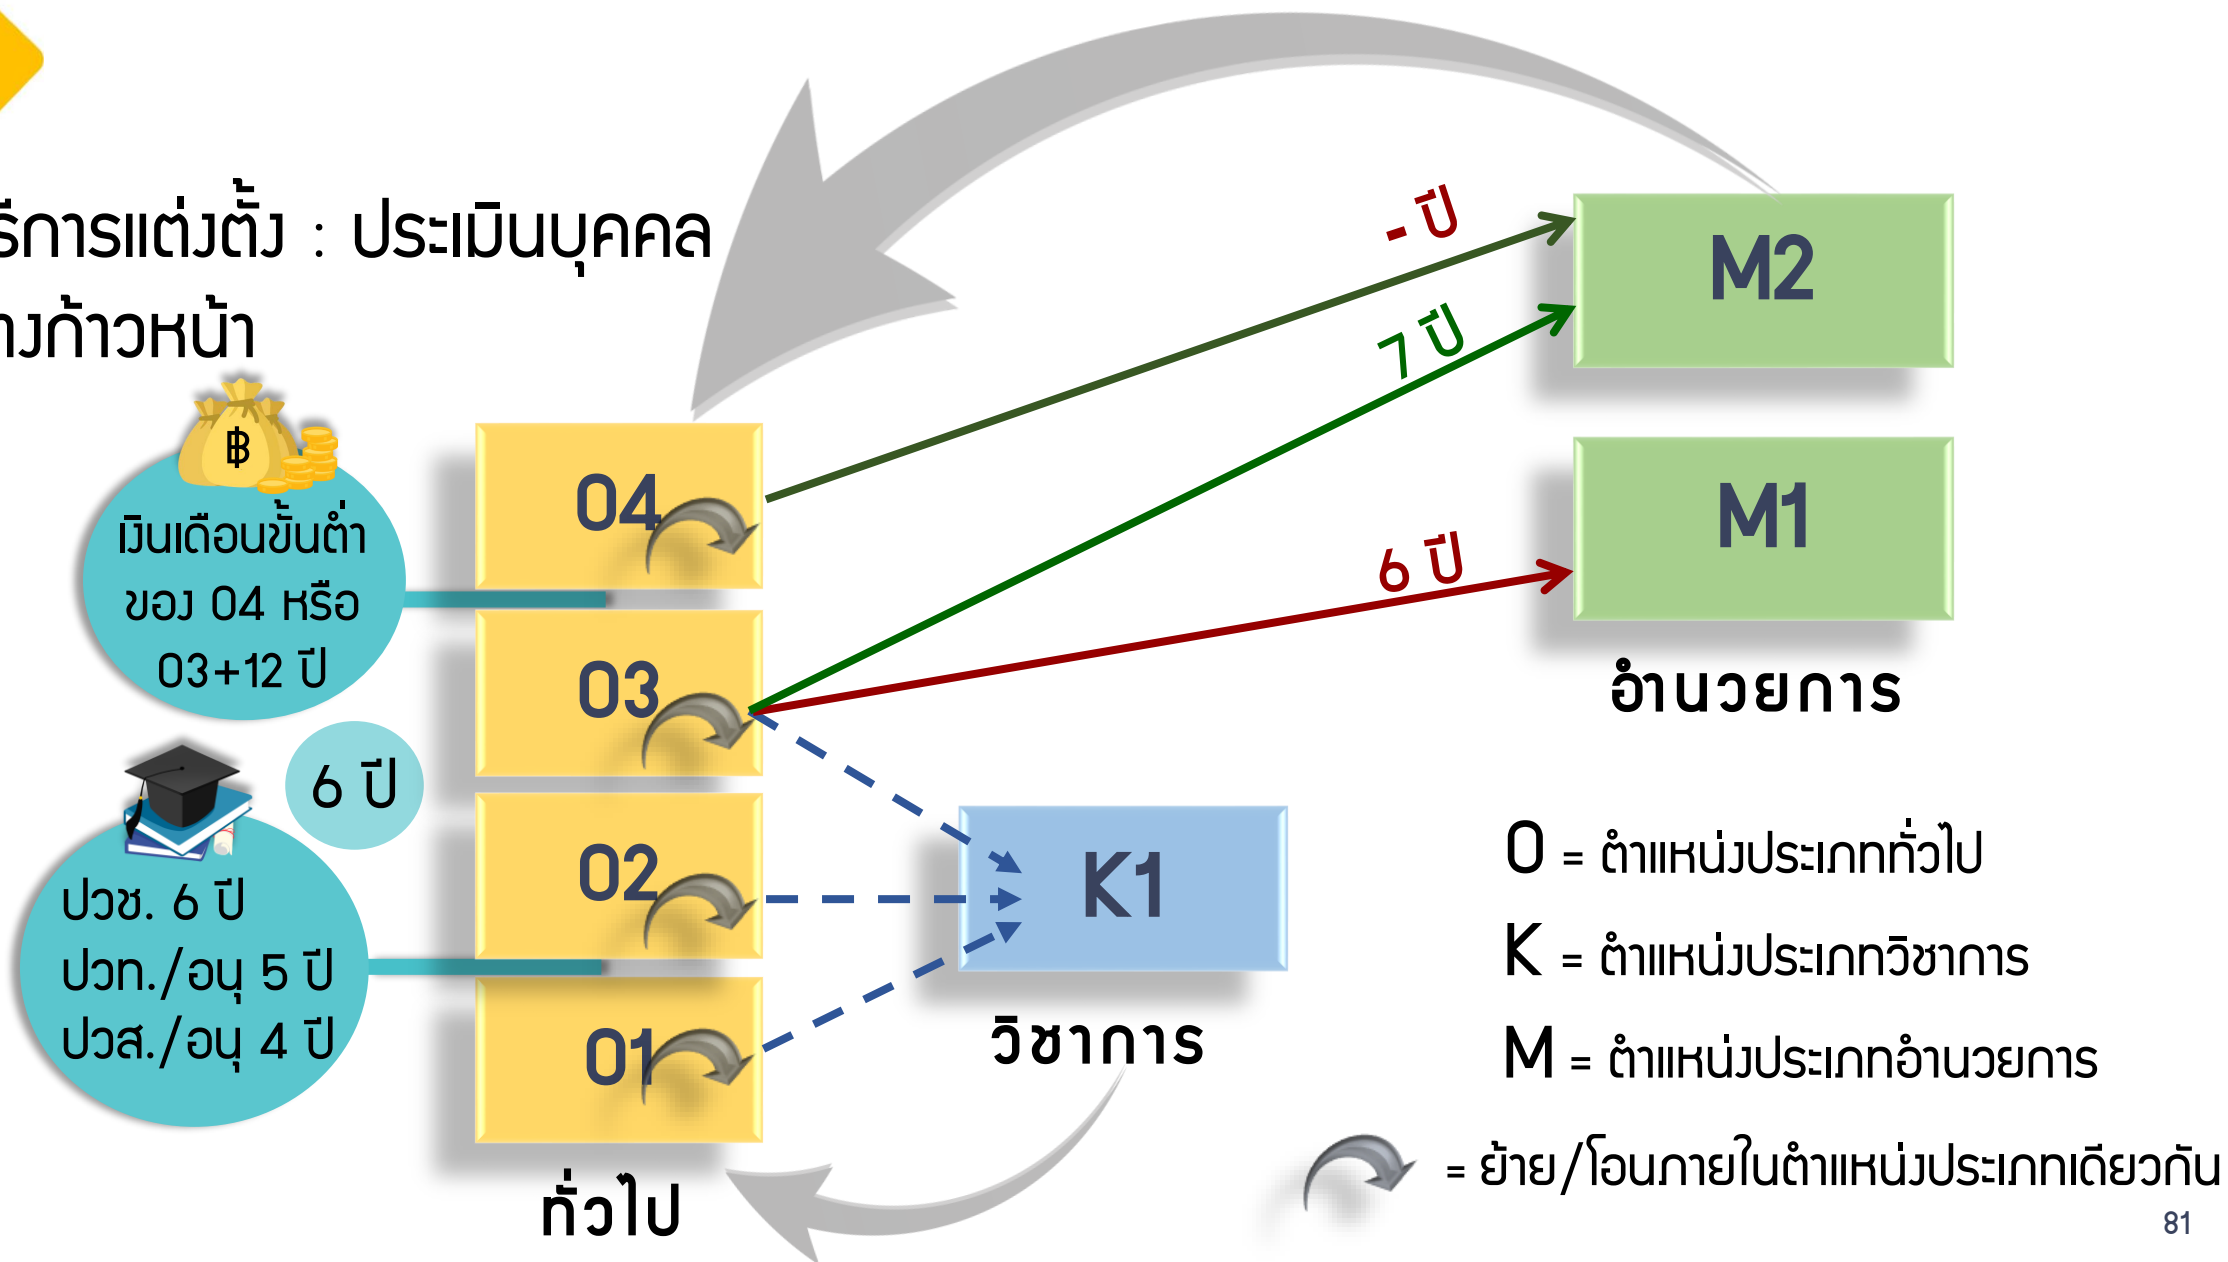 รีการแต่งตั้ง : ประเมินบุคคล
างก้าวหน้า
- ปี
7 ปี
6 ปี
M2
M1
อำนวยการ
฿
เงินเดือนขั้นต่ำ
ของ O4 หรือ
O3+12 ปี
6 ปี
ปวช. 6 ปี
ปวท./อนุ 5 ปี
ปวส./อนุ 4 ปี
O4
O3
O2
O1
ทั่วไป
K1
วิชาการ
O = ตำแหน่งประเภททั่วไป
K = ตำแหน่งประเภทวิชาการ
M = ตำแหน่งประเภทอำนวยการ
= ย้าย/โอนภายในตำแหน่งประเภทเดียวกัน
81